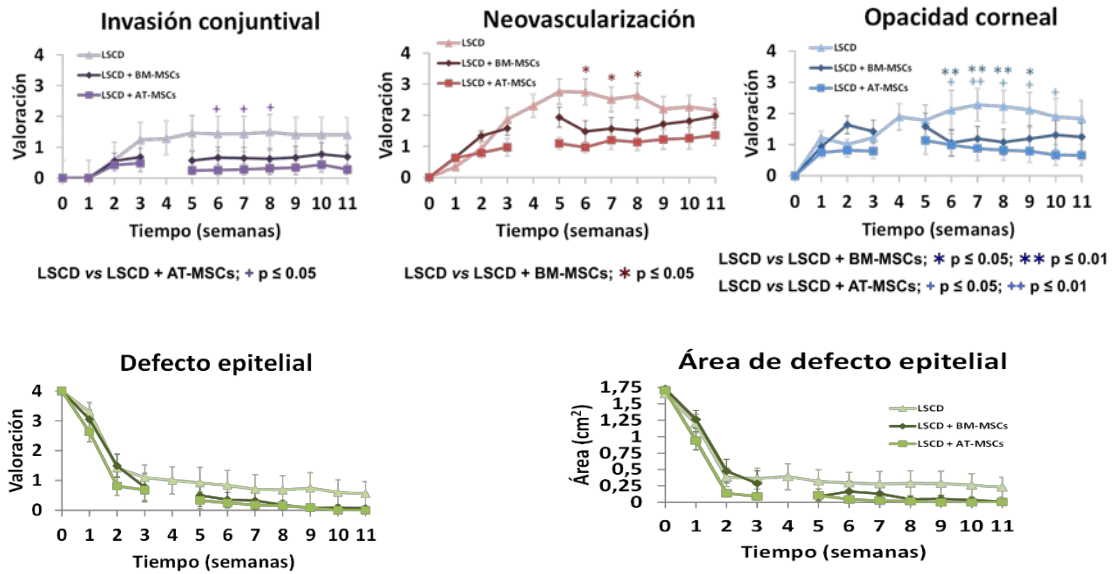 Invasión conjuntival
LSCD
LSCD + BM-MSCs
LSCD + AT-MSCs
Valoración
4
3
2
1
0
+ + +
0 1 2 3 4 5 6 7 8 9 10 11
Tiempo (semanas)
LSCD vs LSCD + AT-MSCs; + p ≤ 0.05
Neovascularización
LSCD
LSCD + BM-MSCs
LSCD + AT-MSCs
Valoración
4
3
2
1
0
* * *
0 1 2 3 4 5 6 7 8 9 10 11
Tiempo (semanas)
LSCD vs LSCD + BM-MSCs; * p ≤ 0.05
Opacidad corneal
LSCD
LSCD + BM-MSCs
LSCD + AT-MSCs
Valoración
4
3
2
1
0
** ** ** *
+ ++ + + +
0 1 2 3 4 5 6 7 8 9 10 11
Tiempo (semanas)
LSCD vs LSCD + BM-MSCs; * p ≤ 0.05; ** p ≤ 0.01
LSCD vs LSCD + AT-MSCs; + p ≤ 0.05; ++ p ≤ 0.01
Defecto epitelial
Valoración
4
3
2
1
0
0 1 2 3 4 5 6 7 8 9 10 11
Tiempo (semanas)
Área de defecto epitelial
LSCD
LSCD + BM-MSCs
LSCD + AT-MSCs
Área (cm²)
1,75
1,5
1,25
1
0,75
0,5
0,25
0
0 1 2 3 4 5 6 7 8 9 10 11
Tiempo (semanas)